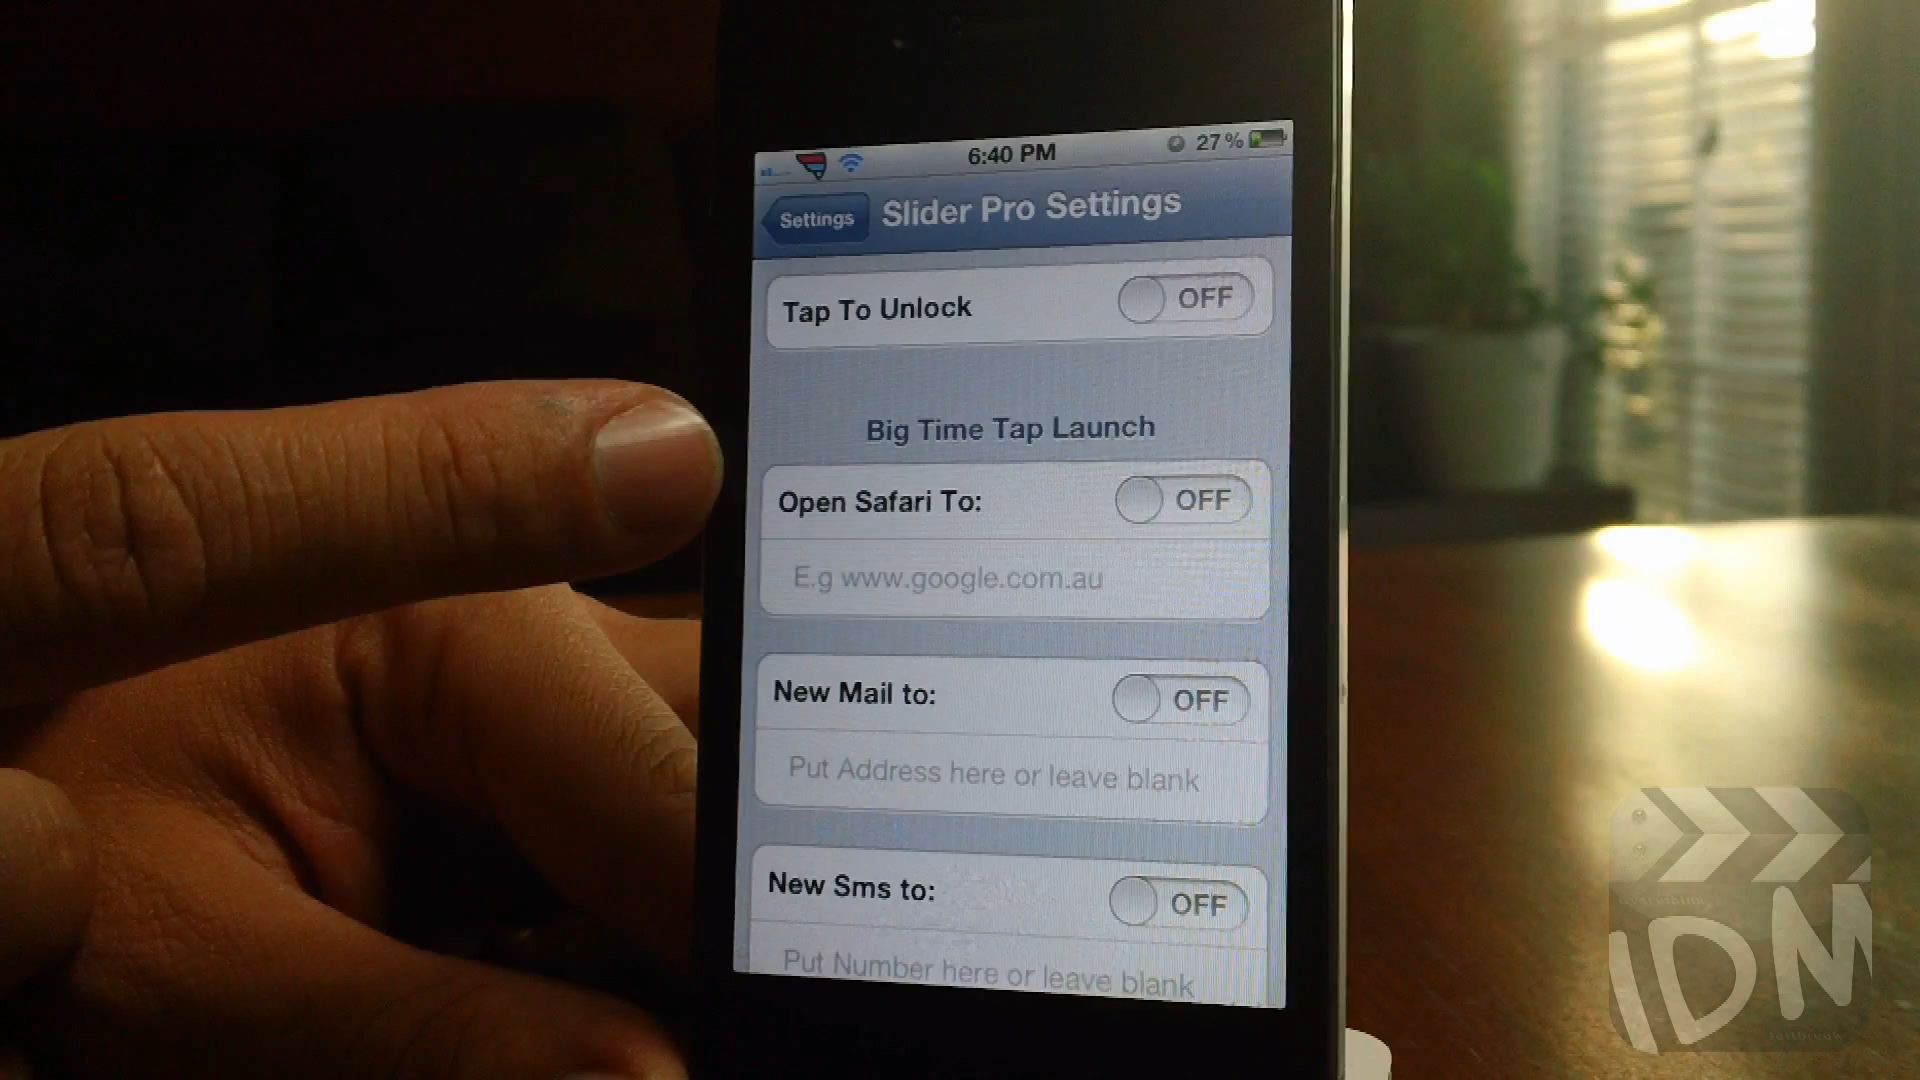 6:40 PM
27%
Settings
Slider Pro Settings
Tap To Unlock
OFF
Big Time Tap Launch
Open Safari To:
OFF
E.g www.google.com.au
New Mail to:
OFF
Put Address here or leave blank
New Sms to:
OFF
Put Number here or leave blank
IDM